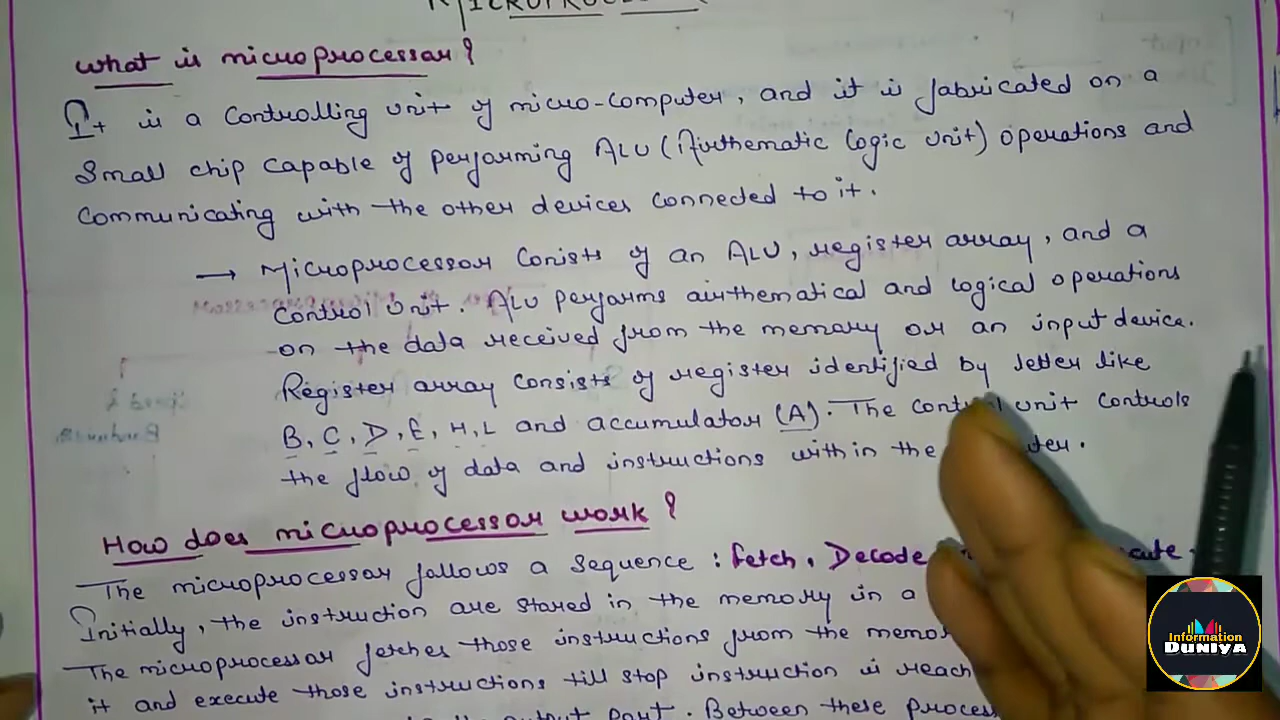 what is microprocessor?
It is a controlling unit of micro-computer, and it is fabricated on a
small chip capable of performing ALU (Airthematic logic unit) operations and
communicating with the other devices connected to it.
→ Microprocessor conists of an ALU, register array, and a
control unit. ALU performs airthematical and logical operations
on the data received from the memory or an input device.
Register array consists of register identified by letter like
B, C, D, E, H, L and accumulator (A). The control unit controls
the flow of data and instructions within the
How does microprocessor work?
The microprocessor follows a sequence : Fetch, Decode
Initially, the instruction are stored in the memory in a
The microprocessor fetches those instructions from the
it and execute those instructions till stop instruction is
output port. Between these
Information
DUNIYA